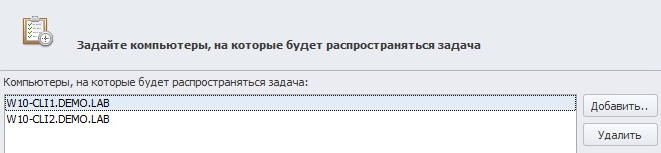 Задайте компьютеры, на которые будет распространяться задача
Компьютеры, на которые будет распространяться задача:
W10-CLI1.DEMO.LAB
W10-CLI2.DEMO.LAB
Добавить..
Удалить